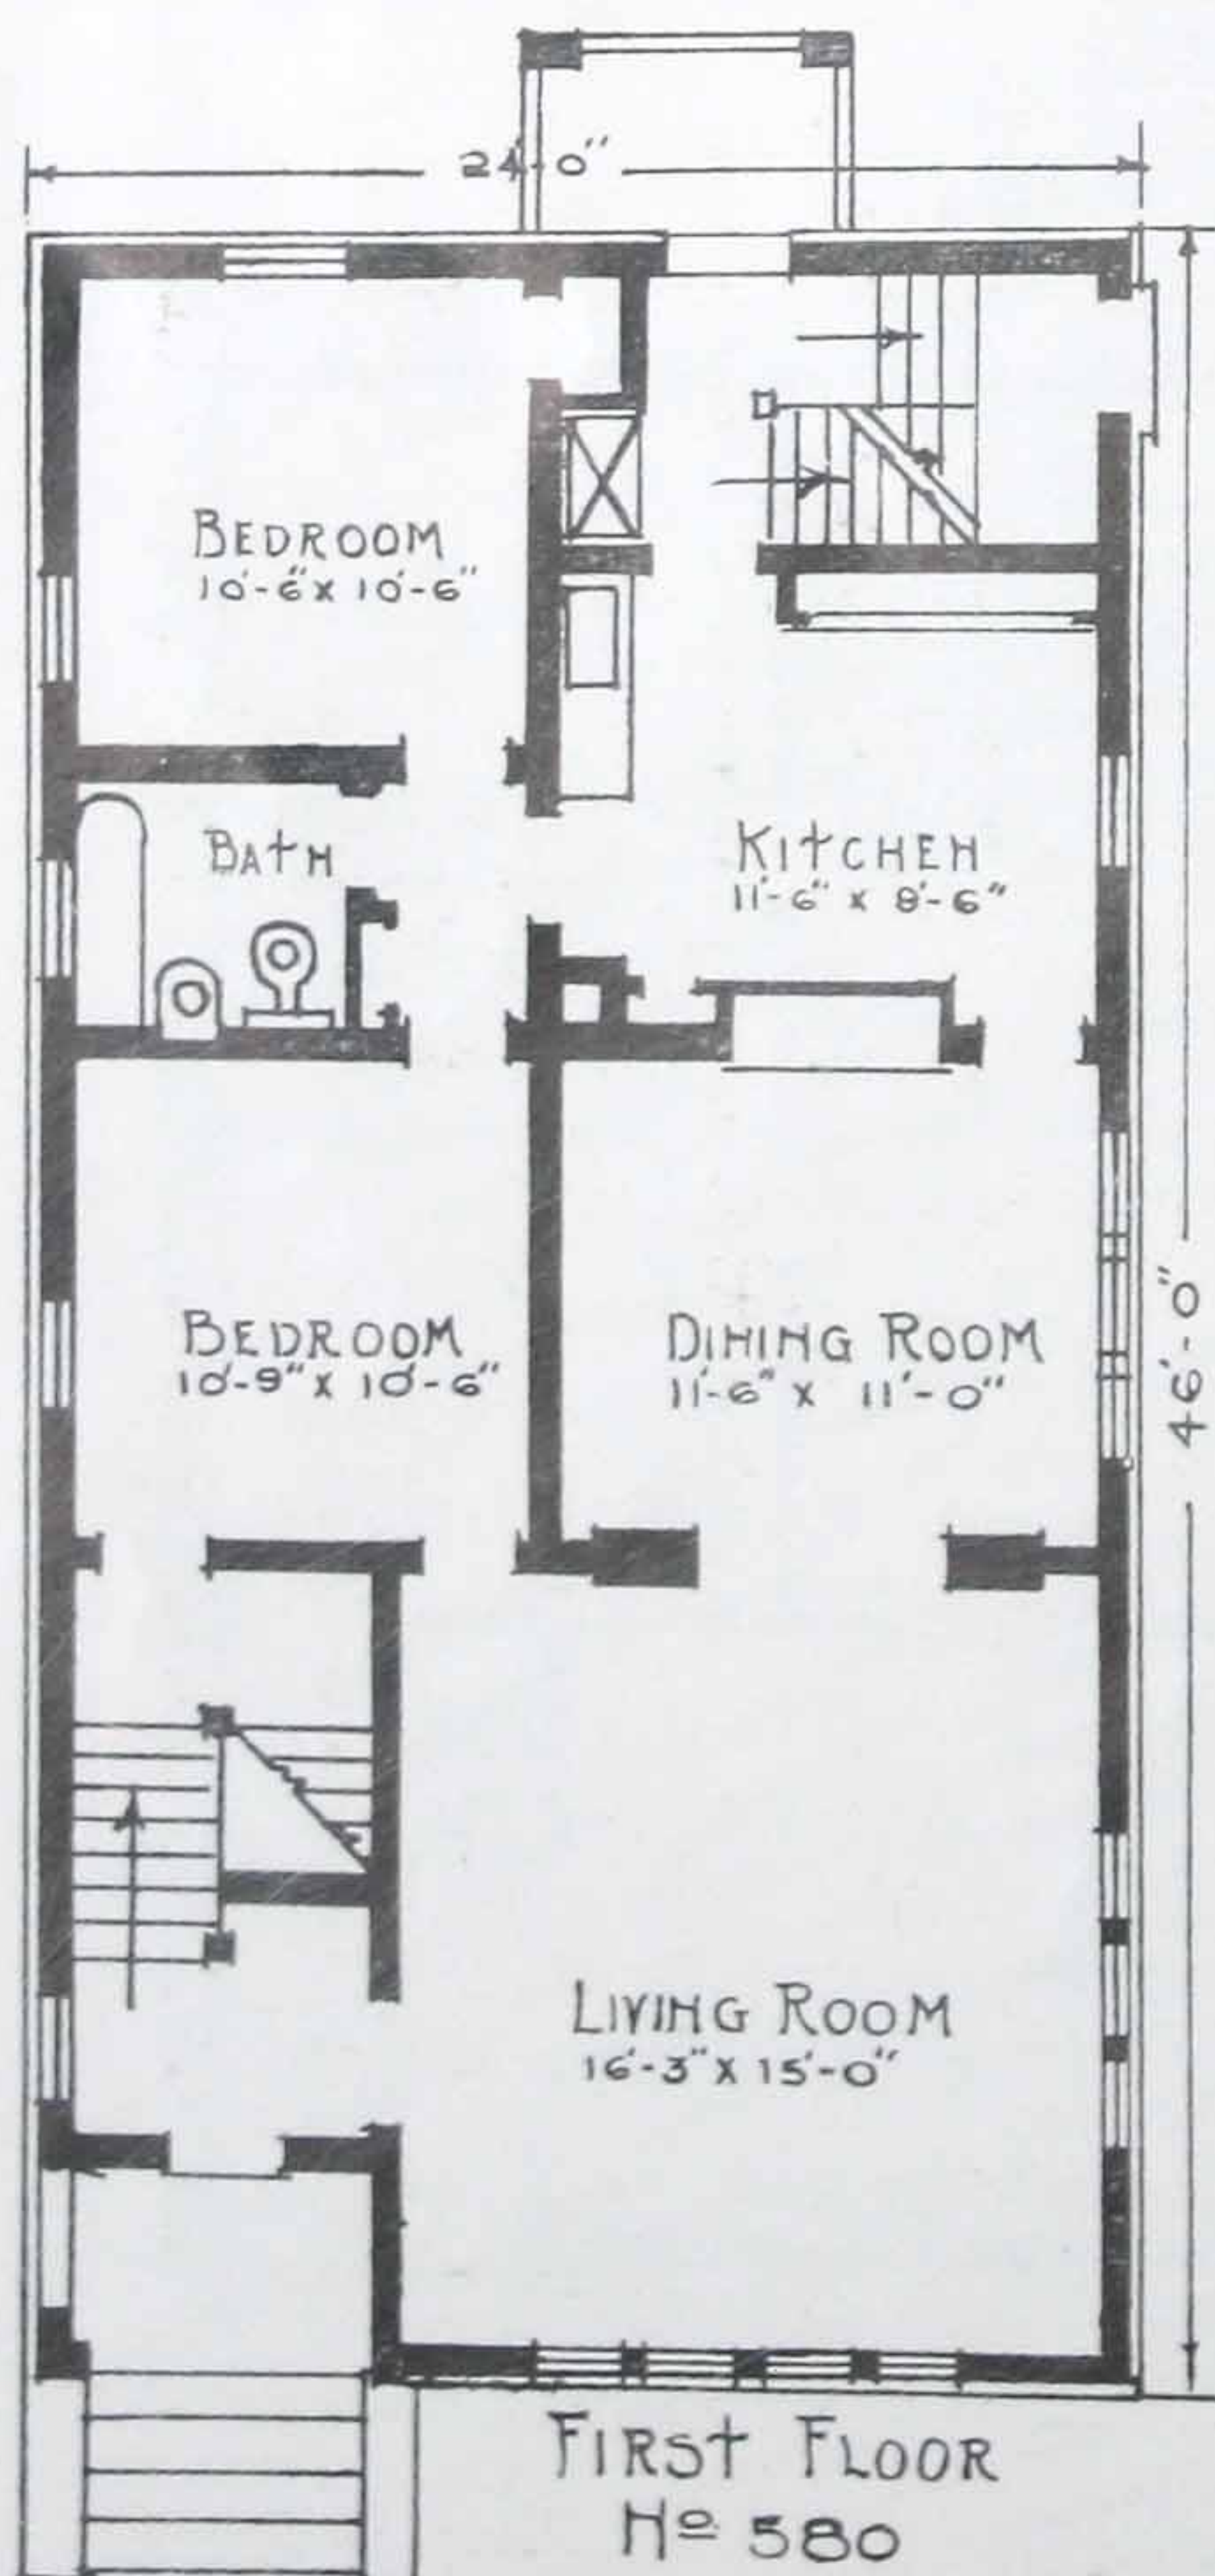 24'-0"
BEDROOM
10'-6" x 10'-6"
BATH
KITCHEN
11'-6" x 8'-6"
BEDROOM
10'-9" x 10'-6"
DINING ROOM
11'-6" x 11'-0"
46'-0"
LIVING ROOM
16'-3" x 15'-0"
FIRST FLOOR
Nº 580